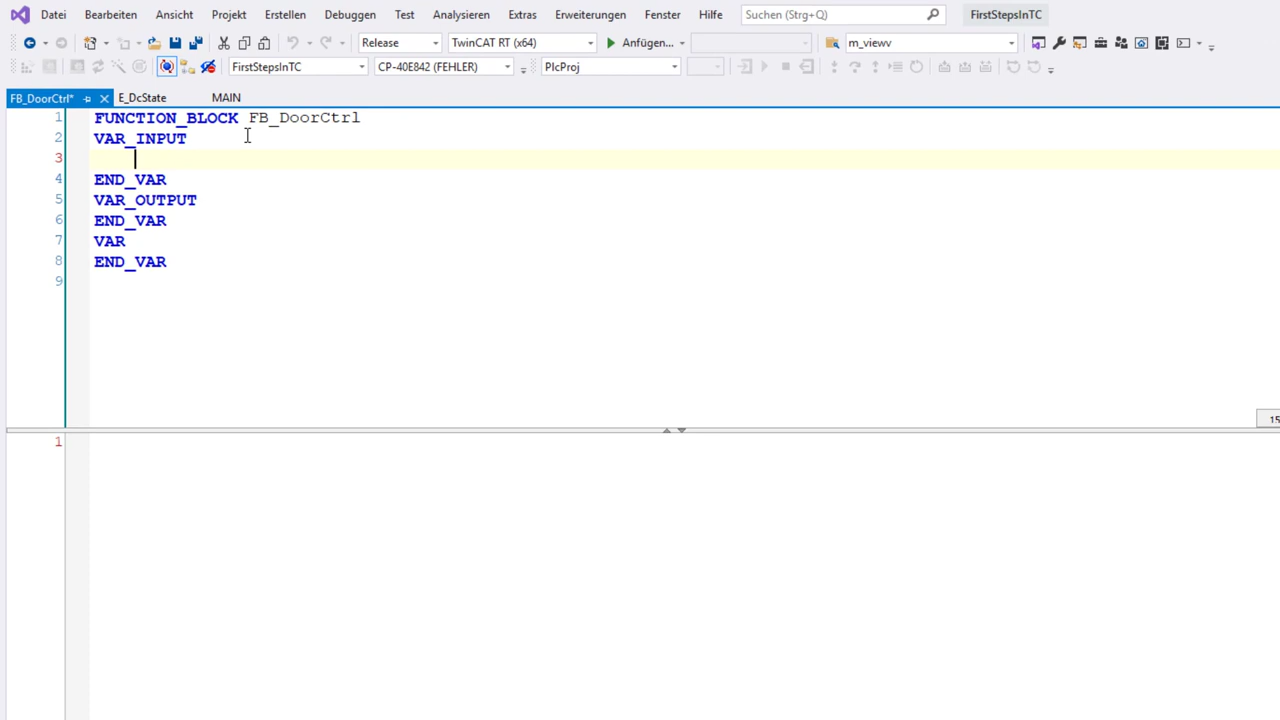 Datei Bearbeiten Ansicht Projekt Erstellen Debuggen Test Analysieren Extras Erweiterungen Fenster Hilfe Suchen (Strg+Q) FirstStepsInTC
Release TwinCAT RT (x64) Anfügen... m_viewv
FirstStepsInTC CP-40E842 (FEHLER) PlcProj
FB_DoorCtrl* E_DcState MAIN
1 FUNCTION_BLOCK FB_DoorCtrl
2 VAR_INPUT
3
4 END_VAR
5 VAR_OUTPUT
6 END_VAR
7 VAR
8 END_VAR
9
15
1